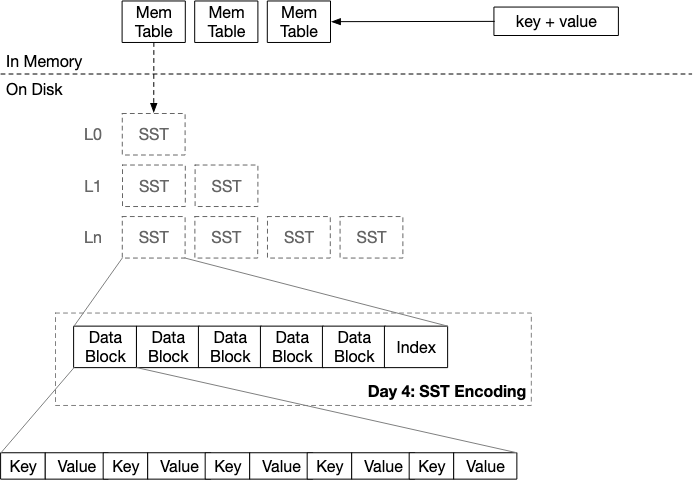 Mem
Table
Mem
Table
Mem
Table
key + value
In Memory
On Disk
L0
SST
L1
SST
SST
Ln
SST
SST
SST
SST
Data
Block
Data
Block
Data
Block
Data
Block
Data
Block
Index
Day 4: SST Encoding
Key
Value
Key
Value
Key
Value
Key
Value
Key
Value